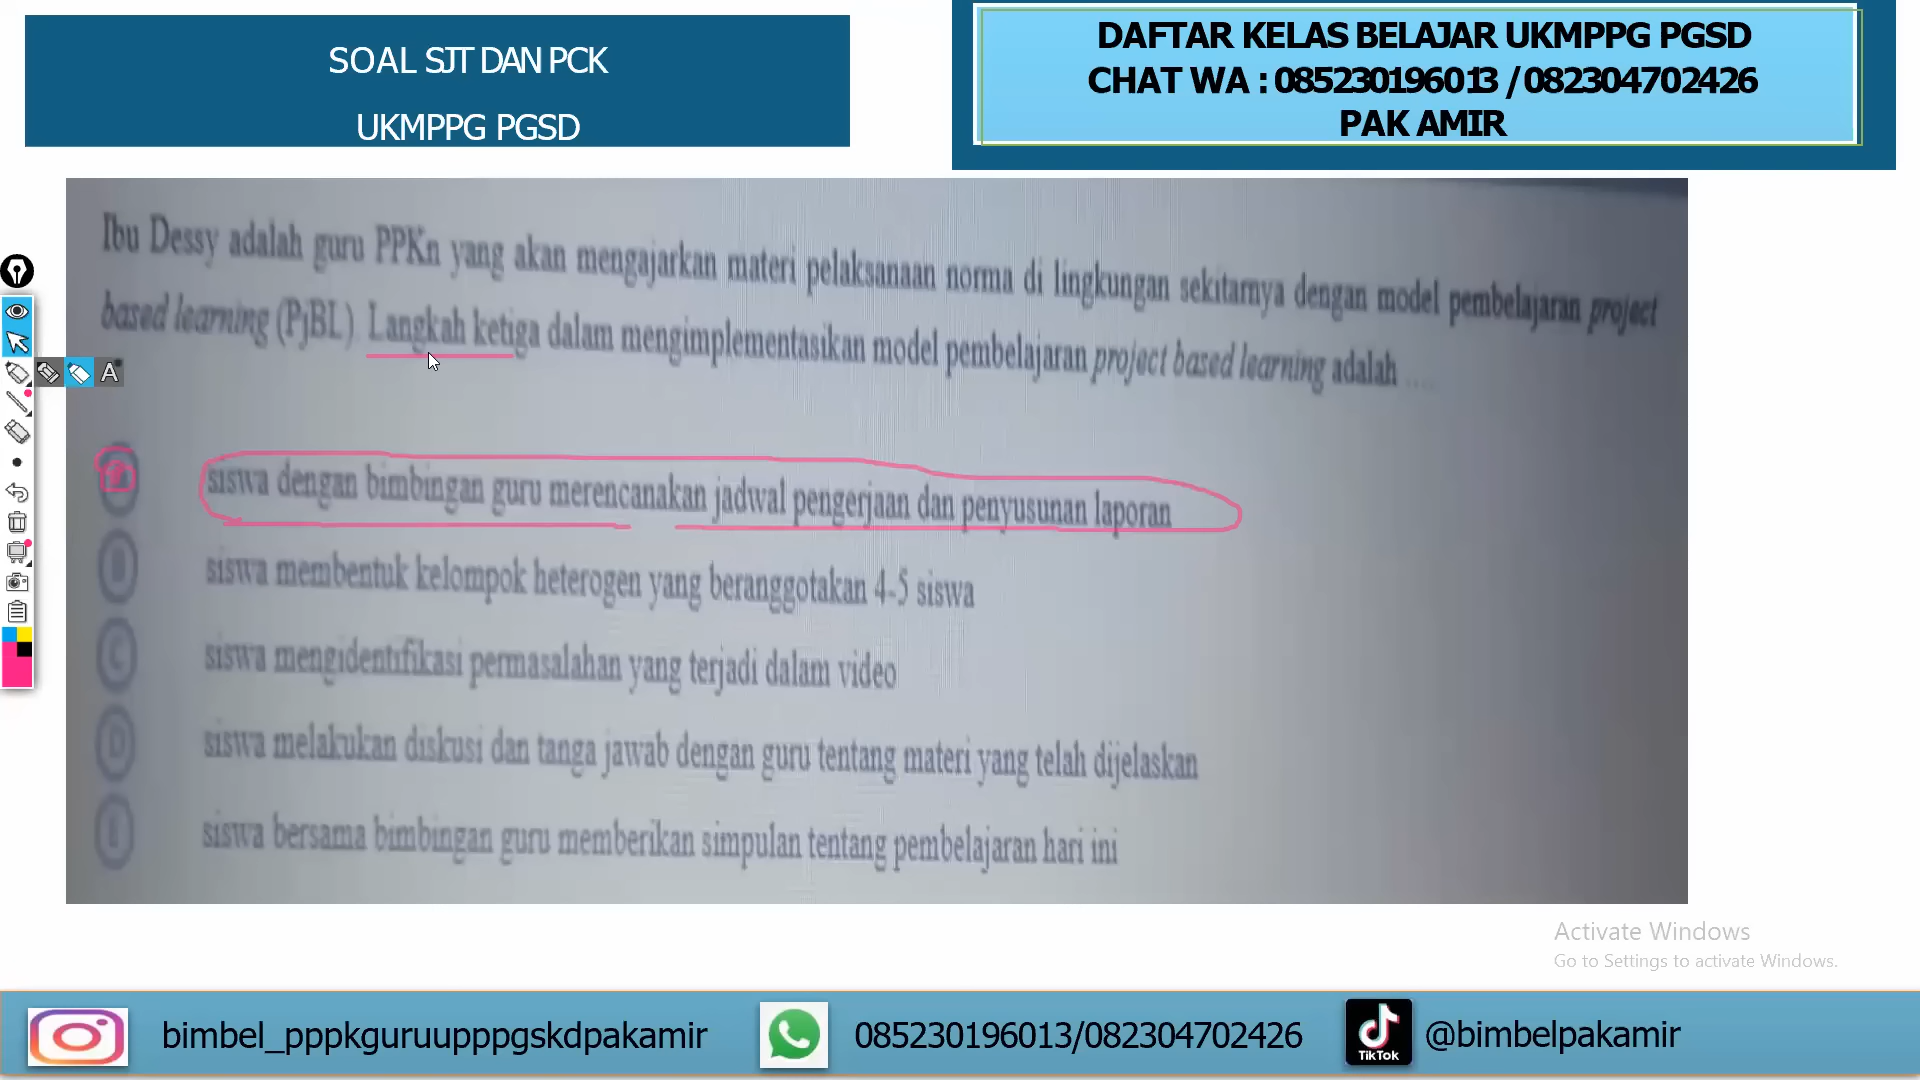 SOAL SJT DAN PCK
UKMPPG PGSD
DAFTAR KELAS BELAJAR UKMPPG PGSD
CHAT WA : 085230196013 / 082304702426
PAK AMIR
Ibu Dessy adalah guru PPKn yang akan mengajarkan materi pelaksanaan norma di lingkungan sekitarnya dengan model pembelajaran project
based learning (PjBL) Langkah ketiga dalam mengimplementasikan model pembelajaran project based learning adalah ....
siswa dengan bimbingan guru merencanakan jadwal pengerjaan dan penyusunan laporan
B siswa membentuk kelompok heterogen yang beranggotakan 4-5 siswa
C siswa mengidentifikasi permasalahan yang terjadi dalam video
D siswa melakukan diskusi dan tanga jawab dengan guru tentang materi yang telah dijelaskan
E siswa bersama bimbingan guru memberikan simpulan tentang pembelajaran hari ini
A
Activate Windows
Go to Settings to activate Windows.
bimbel_pppkguruupppgskdpakamir
085230196013/082304702426
TikTok
@bimbelpakamir